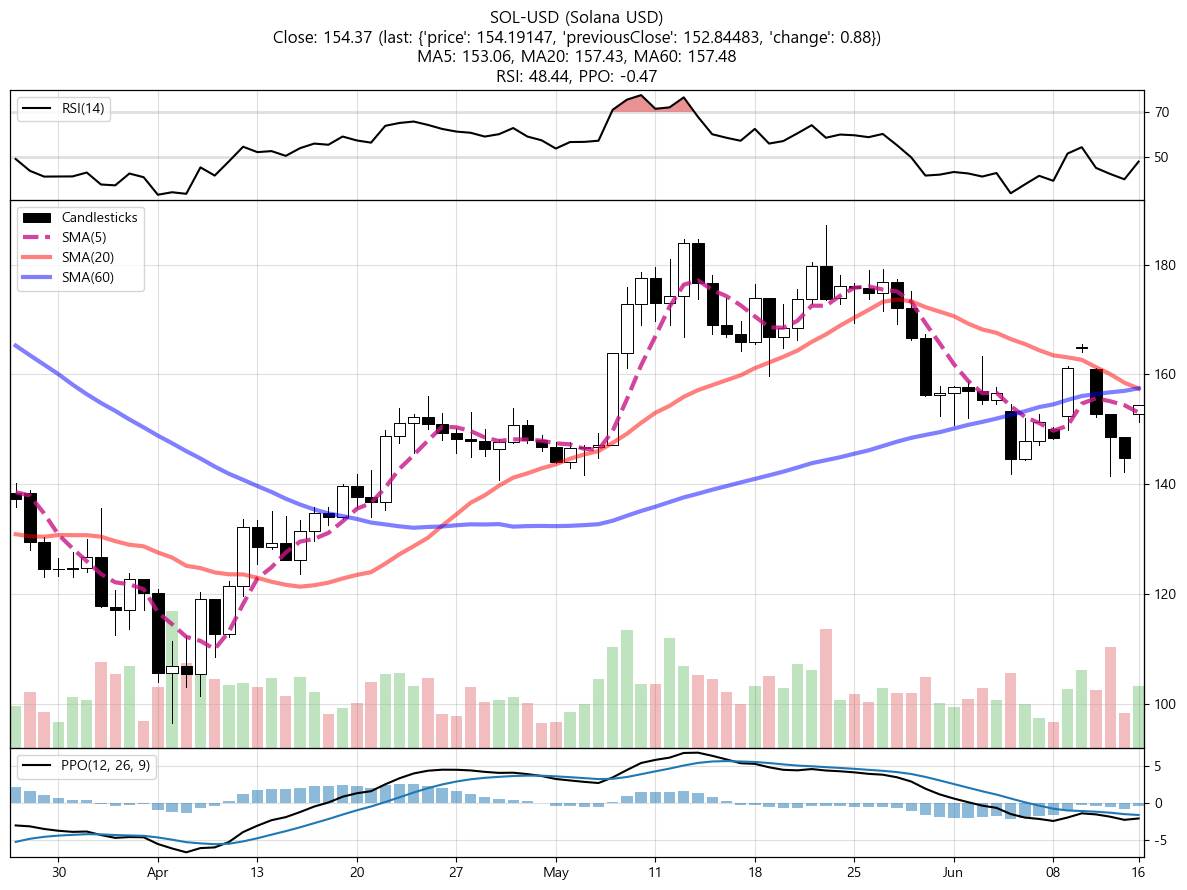 SOL-USD (Solana USD)
Close: 154.37 (last: {'price': 154.19147, 'previousClose': 152.84483, 'change': 0.88})
MA5: 153.06, MA20: 157.43, MA60: 157.48
RSI: 48.44, PPO: -0.47
RSI(14)
70
50
Candlesticks
SMA(5)
SMA(20)
SMA(60)
180
160
140
120
100
PPO(12, 26, 9)
5
0
-5
30 Apr 13 20 27 May 11 18 25 Jun 08 16